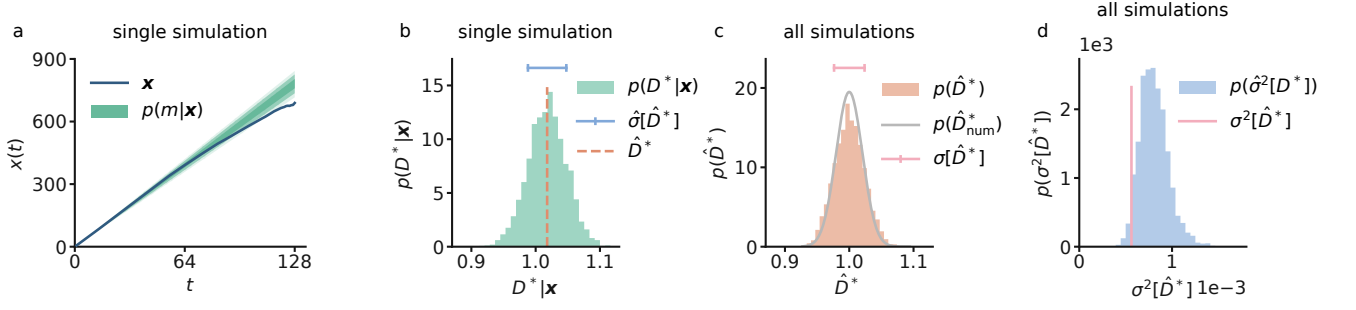 a
single simulation
900
600
300
0
x(t)
0
64
128
t
x
p(m|x)
b
single simulation
15
10
5
0
p(D*|x)
0.9
1.0
1.1
D*|x
p(D*|x)
σ̂[D̂*]
D̂*
c
all simulations
20
10
0
p(D̂*)
0.9
1.0
1.1
D̂*
p(D̂*)
p(D̂*num)
σ[D̂*]
d
all simulations
1e3
2
1
0
p(σ²[D̂*])
0
1
σ²[D̂*] 1e−3
p(σ̂²[D̂*])
σ²[D̂*]